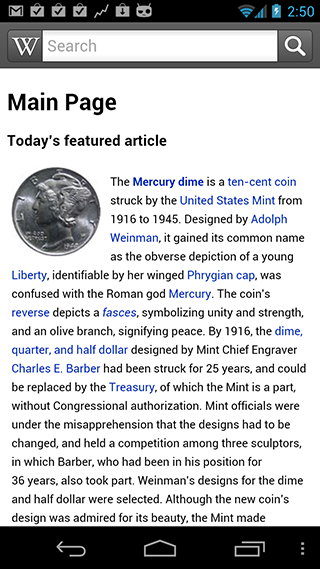 2:50
W Search
Main Page
Today's featured article
The Mercury dime is a ten-cent coin
struck by the United States Mint from
1916 to 1945. Designed by Adolph
Weinman, it gained its common name
as the obverse depiction of a young
Liberty, identifiable by her winged Phrygian cap, was
confused with the Roman god Mercury. The coin's
reverse depicts a fasces, symbolizing unity and strength,
and an olive branch, signifying peace. By 1916, the dime,
quarter, and half dollar designed by Mint Chief Engraver
Charles E. Barber had been struck for 25 years, and could
be replaced by the Treasury, of which the Mint is a part,
without Congressional authorization. Mint officials were
under the misapprehension that the designs had to be
changed, and held a competition among three sculptors,
in which Barber, who had been in his position for
36 years, also took part. Weinman's designs for the dime
and half dollar were selected. Although the new coin's
design was admired for its beauty, the Mint made